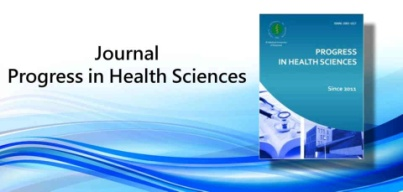 Journal
Progress in Health Sciences
PROGRESS
IN HEALTH SCIENCES
Since 2011